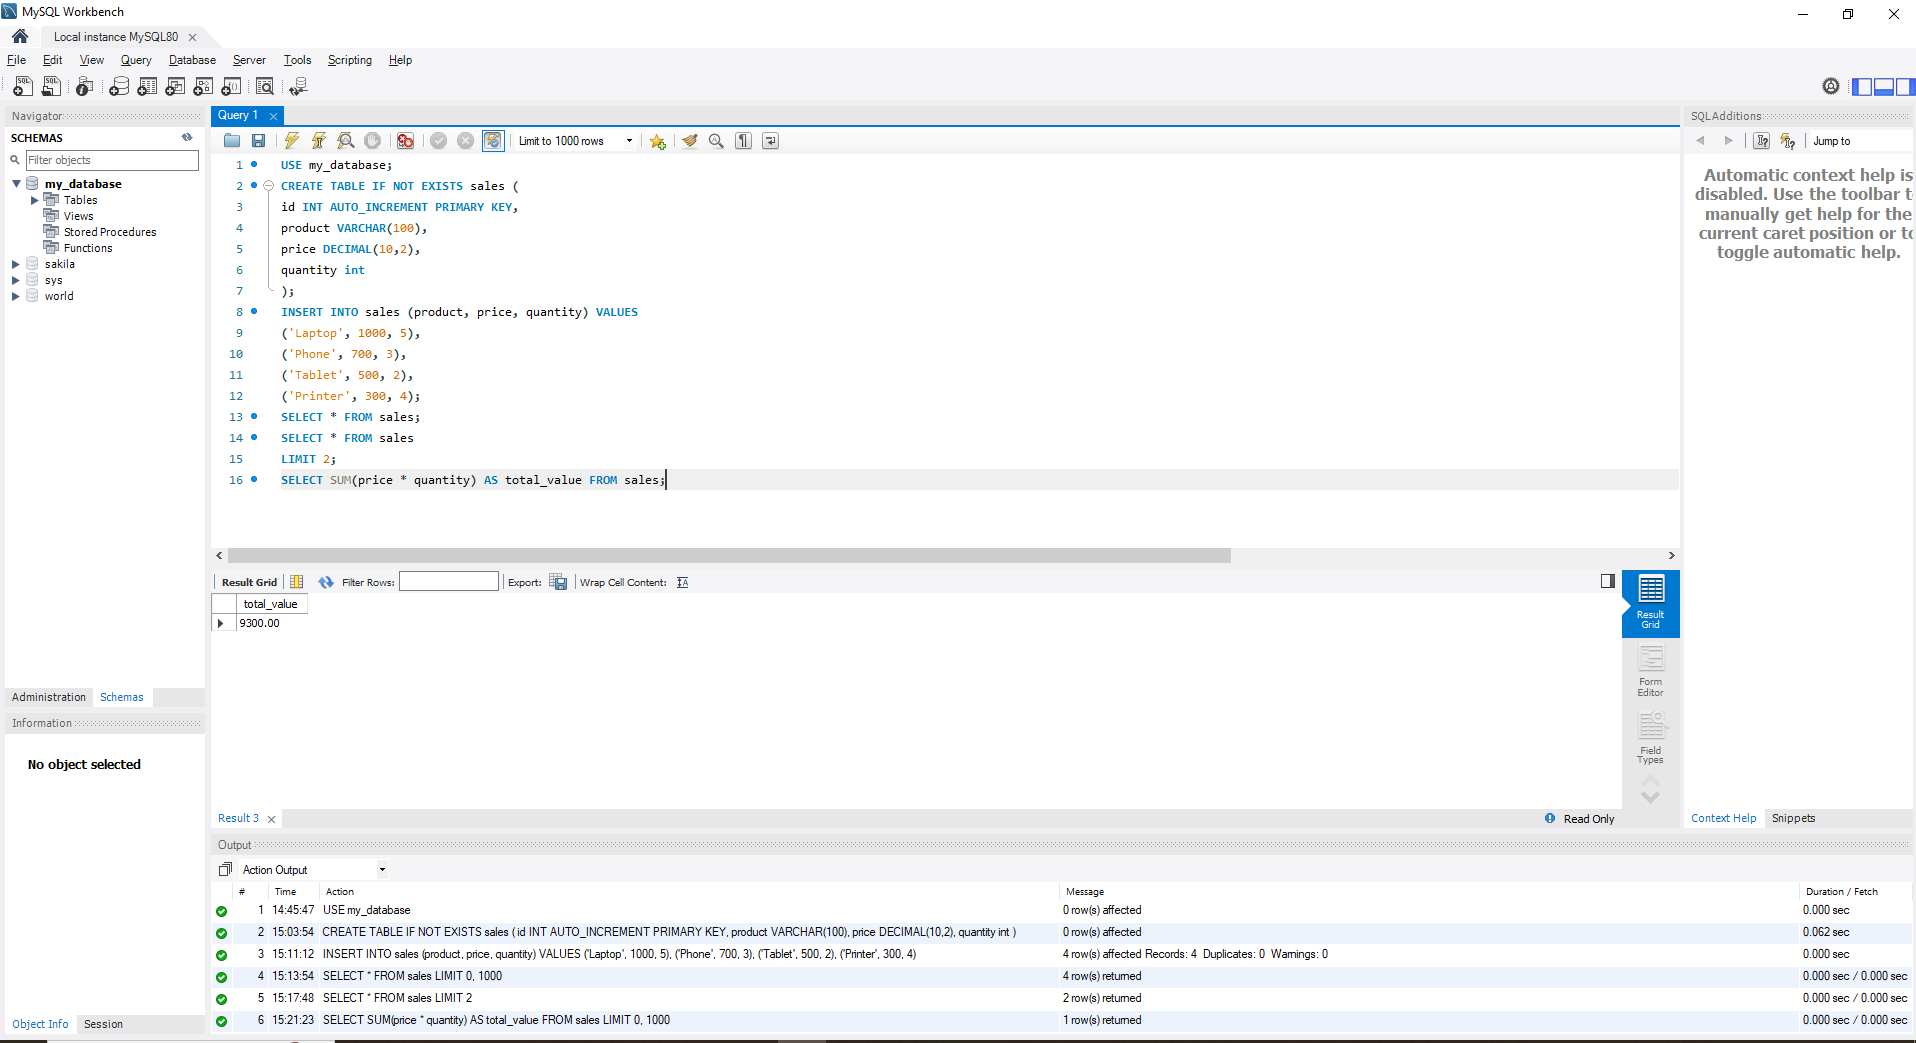 MySQL Workbench
Local instance MySQL80
File Edit View Query Database Server Tools Scripting Help
Navigator
SCHEMAS
Filter objects
my_database
Tables
Views
Stored Procedures
Functions
sakila
sys
world
Administration Schemas
Information
No object selected
Object Info Session
Query 1
Limit to 1000 rows
1 USE my_database;
2 CREATE TABLE IF NOT EXISTS sales (
3 id INT AUTO_INCREMENT PRIMARY KEY,
4 product VARCHAR(100),
5 price DECIMAL(10,2),
6 quantity int
7 );
8 INSERT INTO sales (product, price, quantity) VALUES
9 ('Laptop', 1000, 5),
10 ('Phone', 700, 3),
11 ('Tablet', 500, 2),
12 ('Printer', 300, 4);
13 SELECT * FROM sales;
14 SELECT * FROM sales
15 LIMIT 2;
16 SELECT SUM(price * quantity) AS total_value FROM sales;
Result Grid Filter Rows: Export: Wrap Cell Content:
total_value
9300.00
Result
Grid
Form
Editor
Field
Types
Result 3 Read Only
SQLAdditions
Jump to
Automatic context help is
disabled. Use the toolbar t
manually get help for the
current caret position or to
toggle automatic help.
Context Help Snippets
Output
Action Output
# Time Action Message Duration / Fetch
1 14:45:47 USE my_database 0 row(s) affected 0.000 sec
2 15:03:54 CREATE TABLE IF NOT EXISTS sales ( id INT AUTO_INCREMENT PRIMARY KEY, product VARCHAR(100), price DECIMAL(10,2), quantity int ) 0 row(s) affected 0.062 sec
3 15:11:12 INSERT INTO sales (product, price, quantity) VALUES ('Laptop', 1000, 5), ('Phone', 700, 3), ('Tablet', 500, 2), ('Printer', 300, 4) 4 row(s) affected Records: 4 Duplicates: 0 Warnings: 0 0.000 sec
4 15:13:54 SELECT * FROM sales LIMIT 0, 1000 4 row(s) returned 0.000 sec / 0.000 sec
5 15:17:48 SELECT * FROM sales LIMIT 2 2 row(s) returned 0.000 sec / 0.000 sec
6 15:21:23 SELECT SUM(price * quantity) AS total_value FROM sales LIMIT 0, 1000 1 row(s) returned 0.000 sec / 0.000 sec